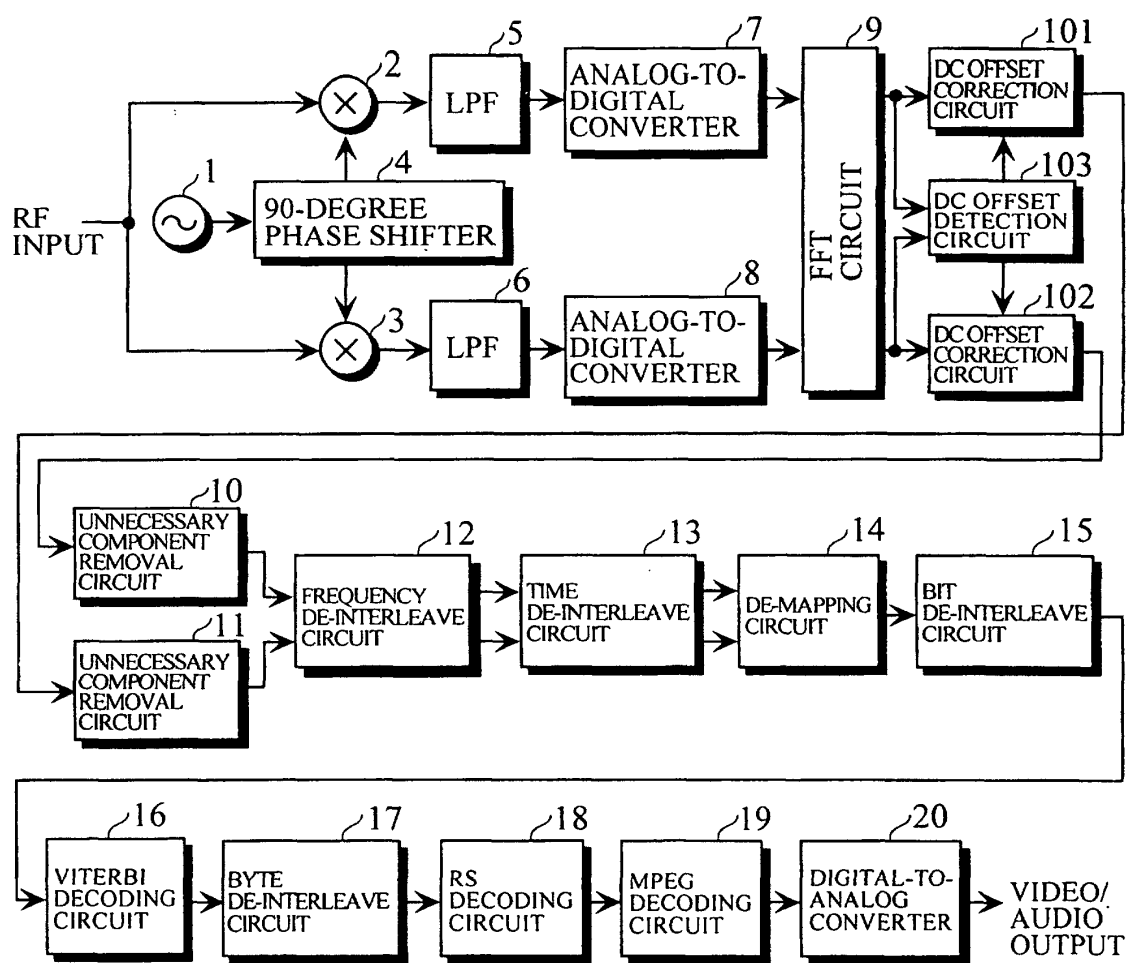 5
7
9
101
2
LPF
ANALOG-TO-
DIGITAL
CONVERTER
DC OFFSET
CORRECTION
CIRCUIT
1
4
103
RF
INPUT
90-DEGREE
PHASE SHIFTER
FFT
CIRCUIT
DC OFFSET
DETECTION
CIRCUIT
6
8
102
3
LPF
ANALOG-TO-
DIGITAL
CONVERTER
DC OFFSET
CORRECTION
CIRCUIT
10
UNNECESSARY
COMPONENT
REMOVAL
CIRCUIT
12
13
14
15
FREQUENCY
DE-INTERLEAVE
CIRCUIT
TIME
DE-INTERLEAVE
CIRCUIT
DE-MAPPING
CIRCUIT
BIT
DE-INTERLEAVE
CIRCUIT
11
UNNECESSARY
COMPONENT
REMOVAL
CIRCUIT
16
17
18
19
20
VITERBI
DECODING
CIRCUIT
BYTE
DE-INTERLEAVE
CIRCUIT
RS
DECODING
CIRCUIT
MPEG
DECODING
CIRCUIT
DIGITAL-TO-
ANALOG
CONVERTER
VIDEO/
AUDIO
OUTPUT